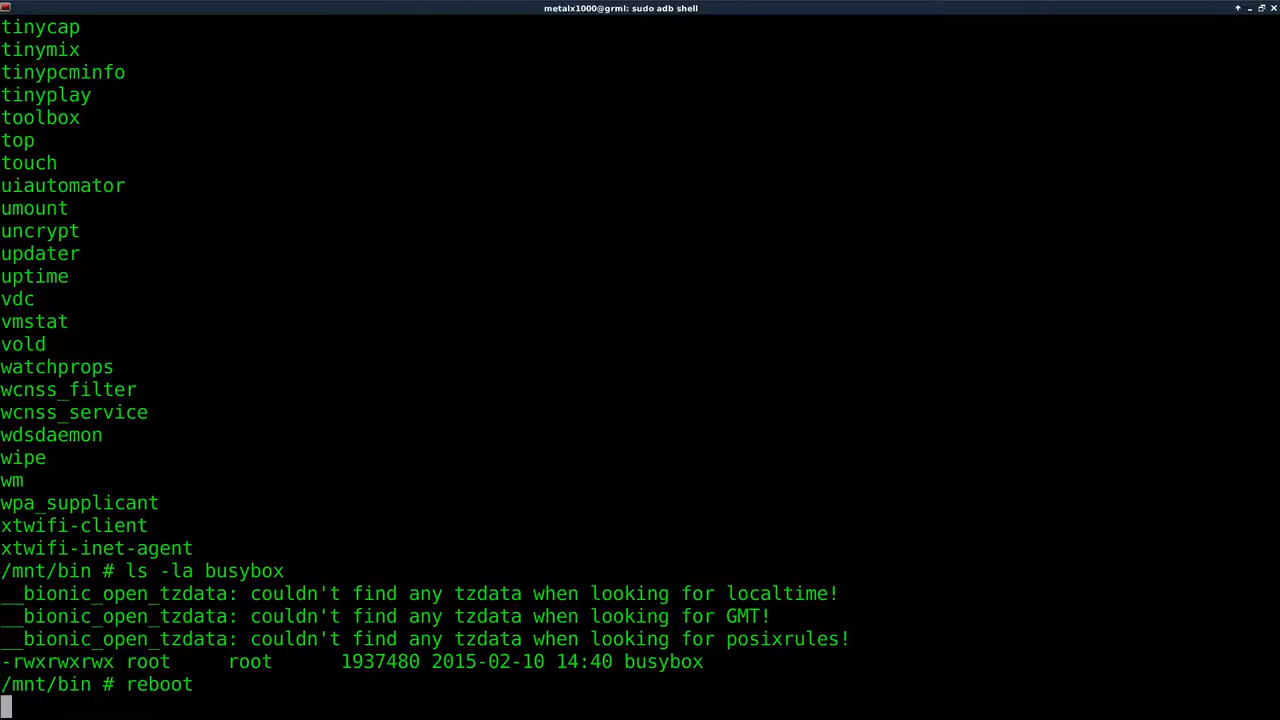 metalx1000@grml: sudo adb shell
tinycap
tinymix
tinypcminfo
tinyplay
toolbox
top
touch
uiautomator
umount
uncrypt
updater
uptime
vdc
vmstat
vold
watchprops
wcnss_filter
wcnss_service
wdsdaemon
wipe
wm
wpa_supplicant
xtwifi-client
xtwifi-inet-agent
/mnt/bin # ls -la busybox
__bionic_open_tzdata: couldn't find any tzdata when looking for localtime!
__bionic_open_tzdata: couldn't find any tzdata when looking for GMT!
__bionic_open_tzdata: couldn't find any tzdata when looking for posixrules!
-rwxrwxrwx root     root      1937480 2015-02-10 14:40 busybox
/mnt/bin # reboot